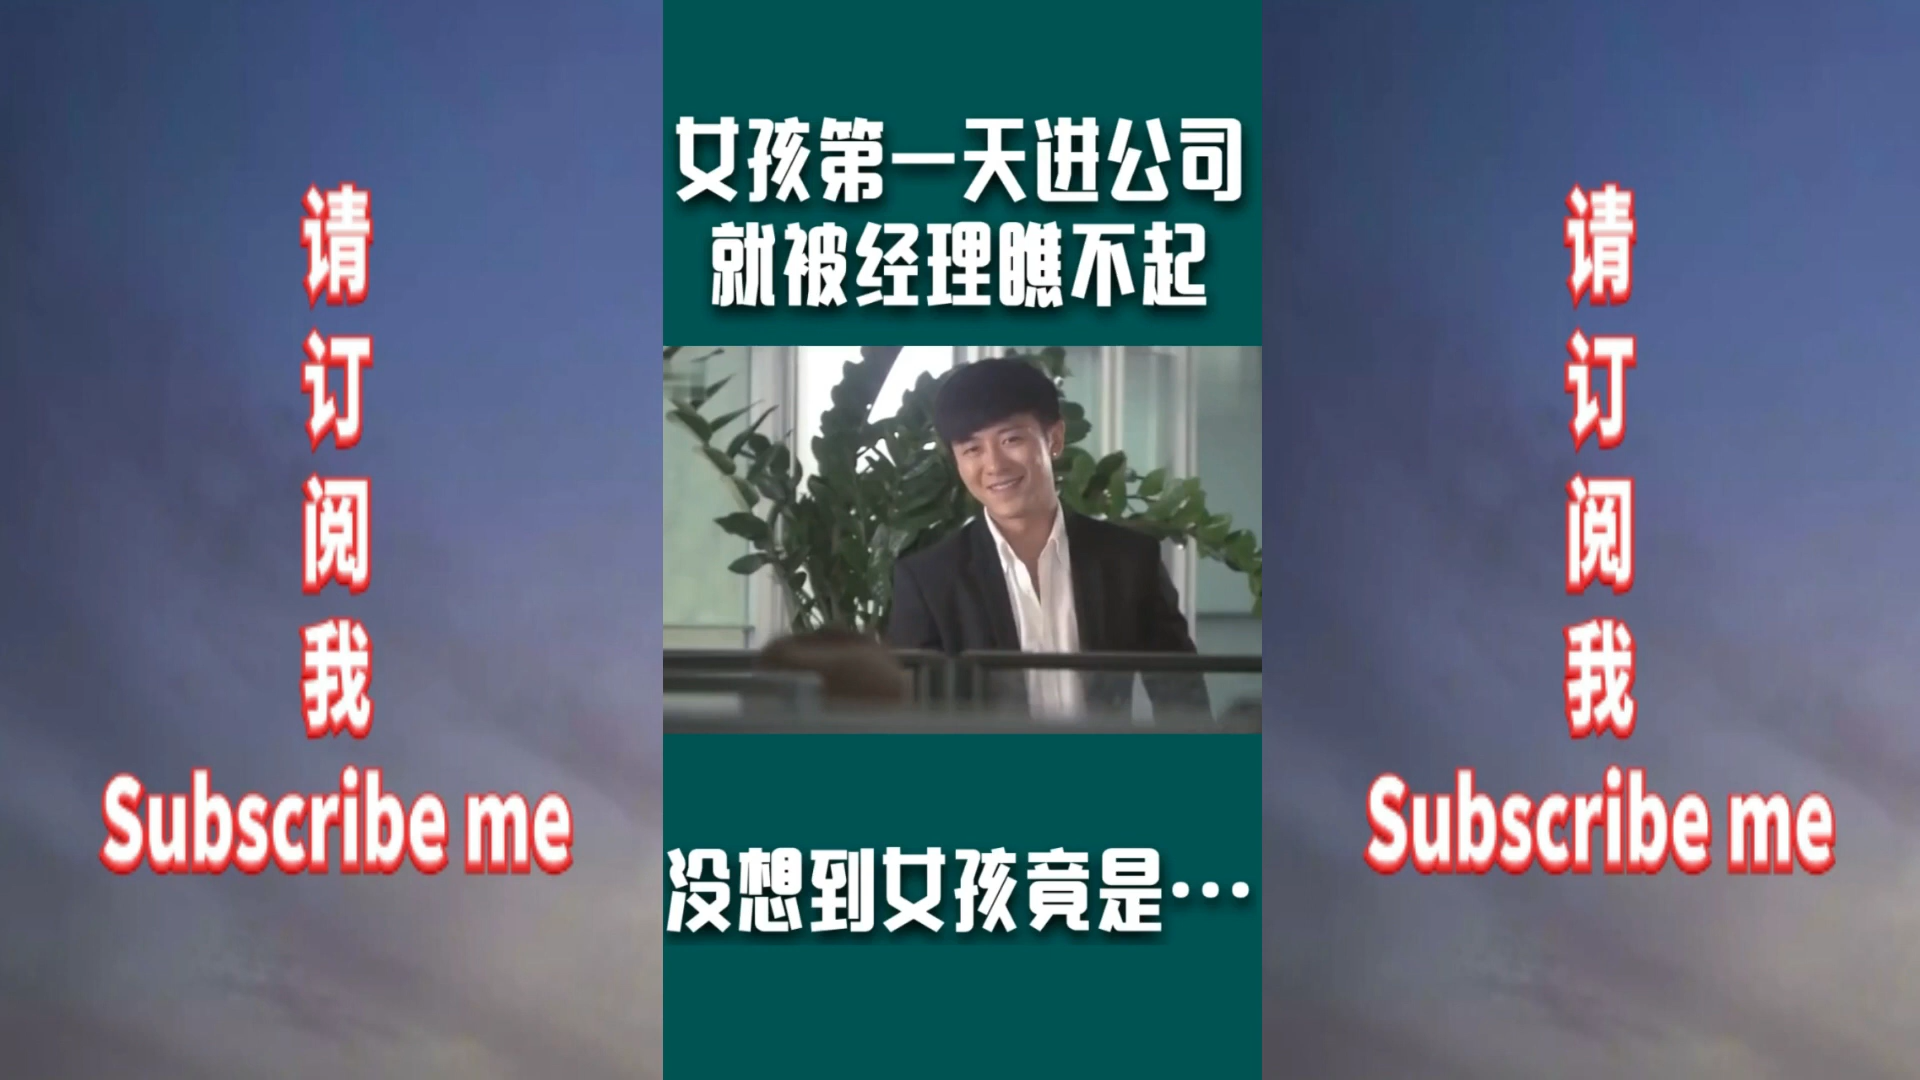 请
订
阅
我
Subscribe me
女孩第一天进公司
就被经理瞧不起
没想到女孩竟是…
请
订
阅
我
Subscribe me